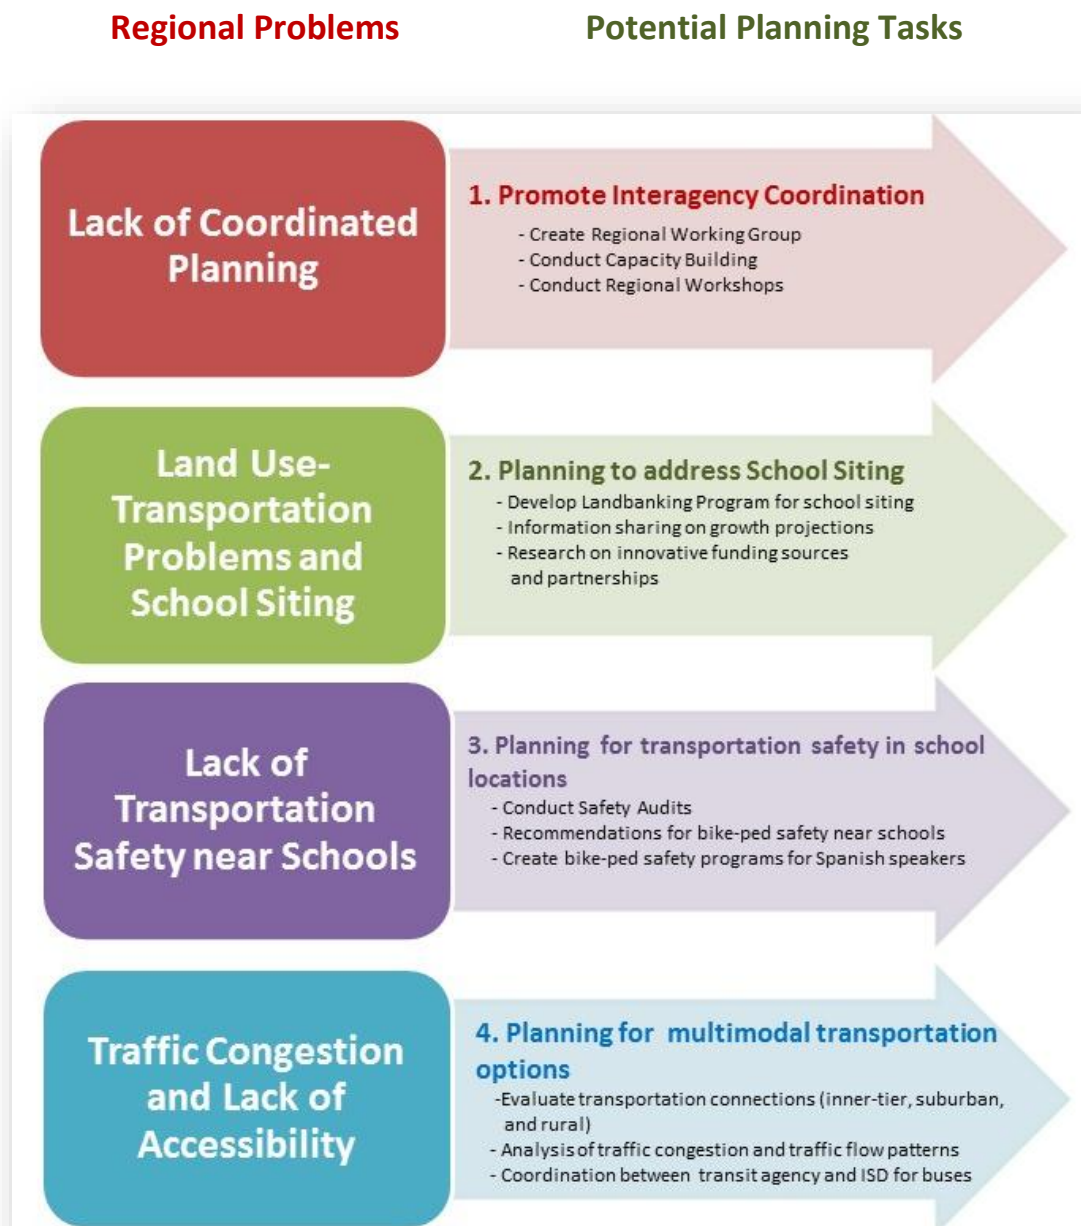 Regional Problems
Potential Planning Tasks
Lack of Coordinated
Planning
1. Promote Interagency Coordination
- Create Regional Working Group
- Conduct Capacity Building
- Conduct Regional Workshops
Land Use-
Transportation
Problems and
School Siting
2. Planning to address School Siting
- Develop Landbanking Program for school siting
- Information sharing on growth projections
- Research on innovative funding sources
and partnerships
Lack of
Transportation
Safety near Schools
3. Planning for transportation safety in school
locations
- Conduct Safety Audits
- Recommendations for bike-ped safety near schools
- Create bike-ped safety programs for Spanish speakers
Traffic Congestion
and Lack of
Accessibility
4. Planning for multimodal transportation
options
-Evaluate transportation connections (inner-tier, suburban,
and rural)
- Analysis of traffic congestion and traffic flow patterns
- Coordination between transit agency and ISD for buses